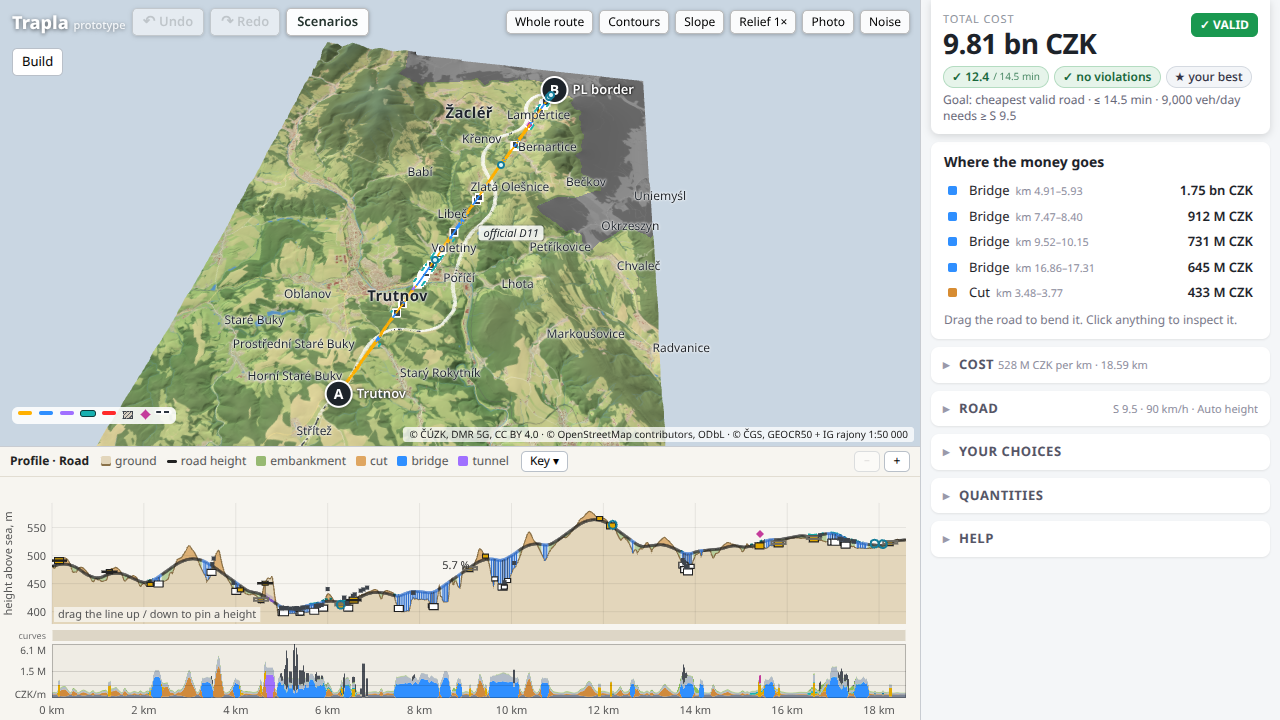 Trapla prototype
↶ Undo
↷ Redo
Scenarios
Whole route
Contours
Slope
Relief 1×
Photo
Noise
Build
B PL border
Žacléř
Lampertice
Křenov
Bernartice
Babí
Zlatá Olešnice
Bečkov
Uniemyśl
Libeč
Okrzeszyn
official D11
Voletiny
Petříkovice
Chvaleč
Poříčí
Lhota
Oblanov
Trutnov
Staré Buky
Markoušovice
Prostřední Staré Buky
Radvanice
Horní Staré Buky
Starý Rokytník
A Trutnov
Střítež
© ČÚZK, DMR 5G, CC BY 4.0 · © OpenStreetMap contributors, ODbL · © ČGS, GEOCR50 + IG rajony 1:50 000
Profile · Road
ground
road height
embankment
cut
bridge
tunnel
Key ▾
−
+
height above sea, m
550
500
450
400
5.7 %
drag the line up / down to pin a height
curves
6.1 M
1.5 M
CZK/m
0 km
2 km
4 km
6 km
8 km
10 km
12 km
14 km
16 km
18 km
TOTAL COST
✓ VALID
9.81 bn CZK
✓ 12.4 / 14.5 min
✓ no violations
★ your best
Goal: cheapest valid road · ≤ 14.5 min · 9,000 veh/day
needs ≥ S 9.5
Where the money goes
Bridge km 4.91–5.93 1.75 bn CZK
Bridge km 7.47–8.40 912 M CZK
Bridge km 9.52–10.15 731 M CZK
Bridge km 16.86–17.31 645 M CZK
Cut km 3.48–3.77 433 M CZK
Drag the road to bend it. Click anything to inspect it.
▶ COST 528 M CZK per km · 18.59 km
▶ ROAD S 9.5 · 90 km/h · Auto height
▶ YOUR CHOICES
▶ QUANTITIES
▶ HELP